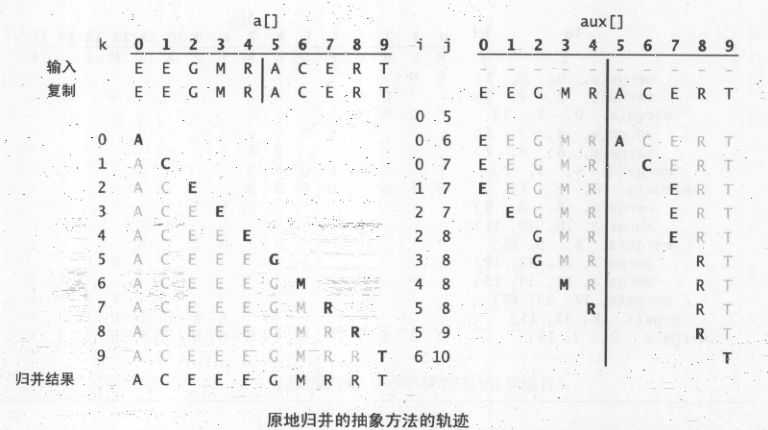 a[] aux[]
k 0 1 2 3 4 5 6 7 8 9 i j 0 1 2 3 4 5 6 7 8 9
输入 E E G M R A C E R T
复制 E E G M R A C E R T E E G M R A C E R T
0 5
0 A 0 6 E E G M R A C E R T
1 A C 0 7 E E G M R C E R T
2 A C E 1 7 E E G M R E R T
3 A C E E 2 7 E G M R E R T
4 A C E E E 2 8 G M R E R T
5 A C E E E G 3 8 G M R R T
6 A C E E E G M 4 8 M R R T
7 A C E E E G M R 5 8 R R T
8 A C E E E G M R R 5 9 R T
9 A C E E E G M R R T 6 10 T
归并结果 A C E E E G M R R T
原地归并的抽象方法的轨迹